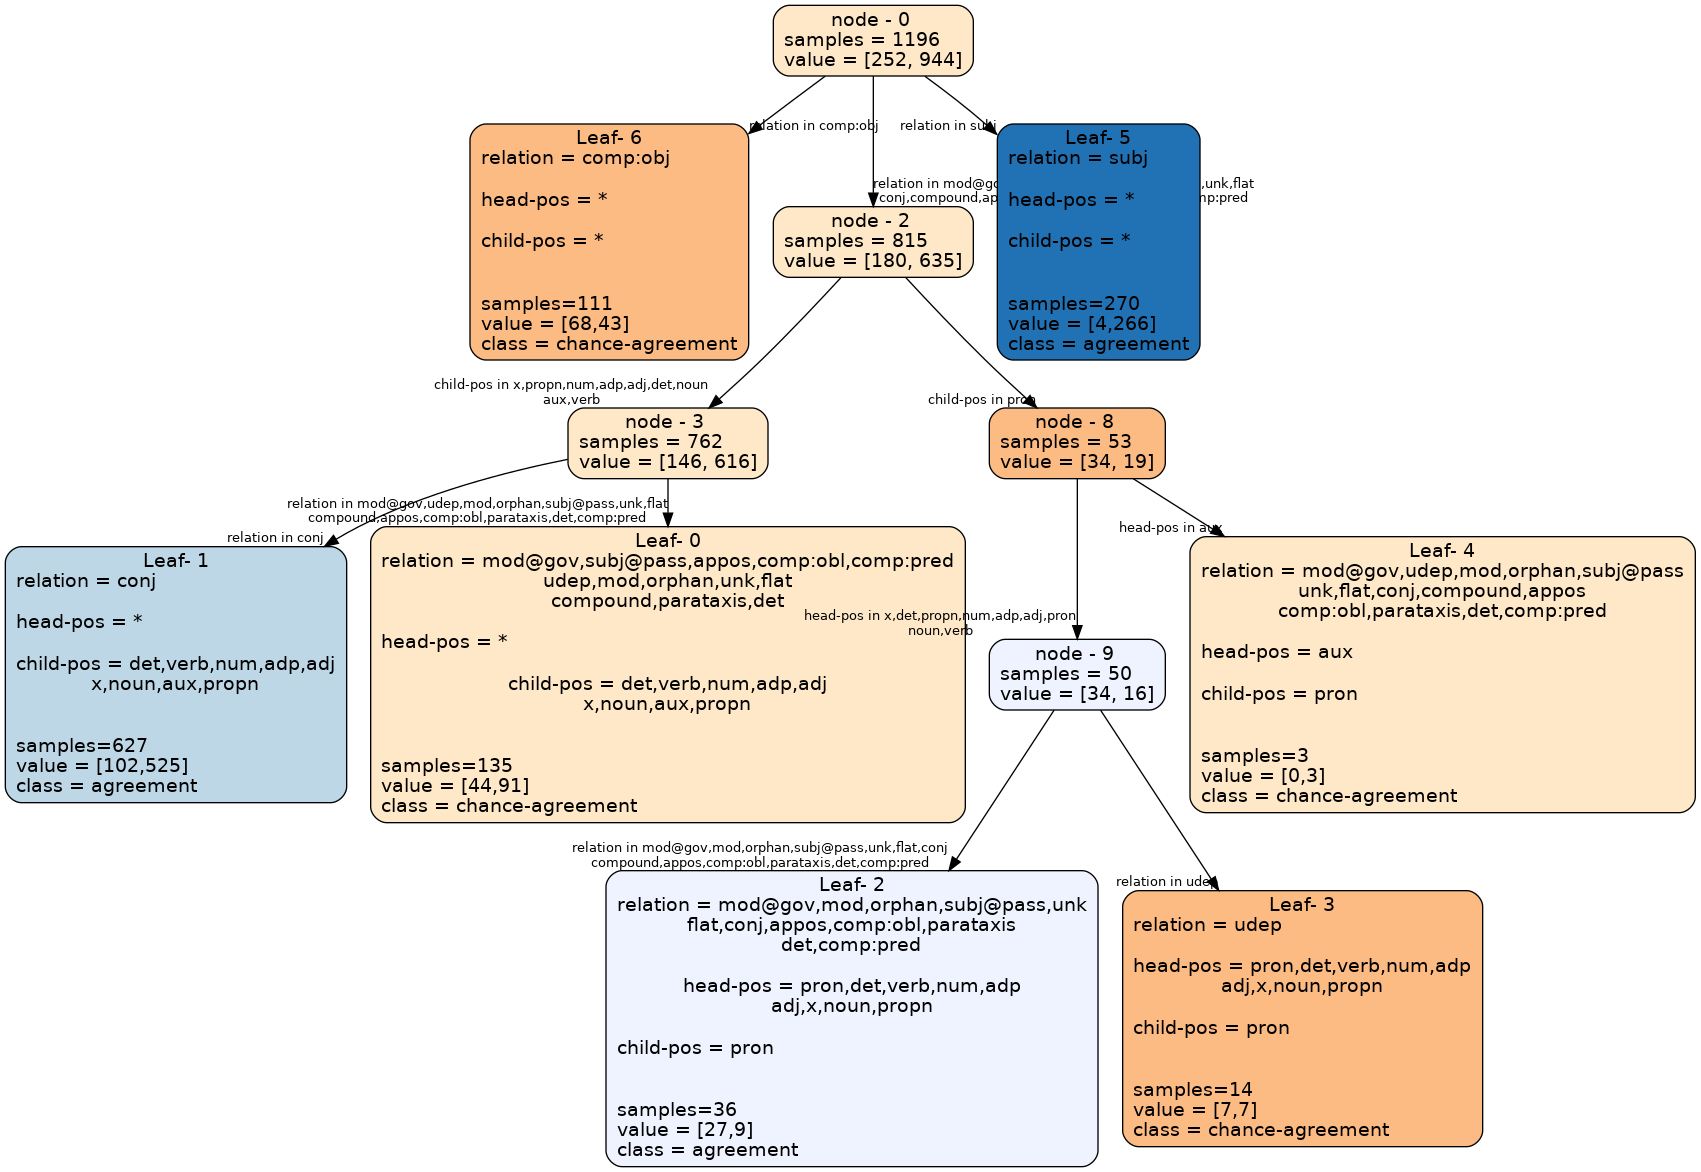 node - 0
samples = 1196
value = [252, 944]
relation in comp:obj
relation in subj
Leaf- 6
relation = comp:obj
head-pos = *
child-pos = *
samples=111
value = [68,43]
class = chance-agreement
relation in
,unk,flat
node - 2
samples = 815
value = [180, 635]
Leaf- 5
relation = subj
head-pos = *
child-pos = *
samples=270
value = [4,266]
class = agreement
child-pos in x,propn,num,adp,adj,det,noun
aux,verb
child-pos in pron
node - 3
samples = 762
value = [146, 616]
node - 8
samples = 53
value = [34, 19]
relation in mod@gov,udep,mod,orphan,subj@pass,unk,flat
compound,appos,comp:obl,parataxis,det,comp:pred
relation in conj
head-pos in aux
Leaf- 1
relation = conj
head-pos = *
child-pos = det,verb,num,adp,adj
x,noun,aux,propn
samples=627
value = [102,525]
class = agreement
Leaf- 0
relation = mod@gov,subj@pass,appos,comp:obl,comp:pred
udep,mod,orphan,unk,flat
compound,parataxis,det
head-pos = *
child-pos = det,verb,num,adp,adj
x,noun,aux,propn
samples=135
value = [44,91]
class = chance-agreement
head-pos in x,det,propn,num,adp,adj,pron
noun,verb
node - 9
samples = 50
value = [34, 16]
Leaf- 4
relation = mod@gov,udep,mod,orphan,subj@pass
unk,flat,conj,compound,appos
comp:obl,parataxis,det,comp:pred
head-pos = aux
child-pos = pron
samples=3
value = [0,3]
class = chance-agreement
relation in mod@gov,mod,orphan,subj@pass,unk,flat,conj
compound,appos,comp:obl,parataxis,det,comp:pred
relation in udep
Leaf- 2
relation = mod@gov,mod,orphan,subj@pass,unk
flat,conj,appos,comp:obl,parataxis
det,comp:pred
head-pos = pron,det,verb,num,adp
adj,x,noun,propn
child-pos = pron
samples=36
value = [27,9]
class = agreement
Leaf- 3
relation = udep
head-pos = pron,det,verb,num,adp
adj,x,noun,propn
child-pos = pron
samples=14
value = [7,7]
class = chance-agreement